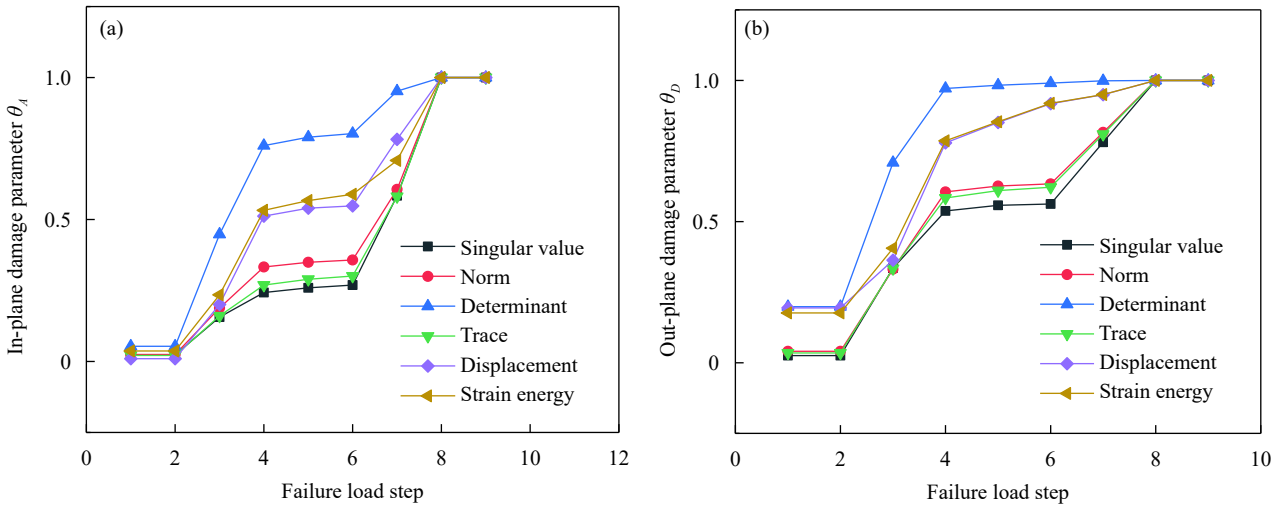 (a)
In-plane damage parameter θ_A
1.0
0.5
0
0 2 4 6 8 10 12
Failure load step
Singular value
Norm
Determinant
Trace
Displacement
Strain energy
(b)
Out-plane damage parameter θ_D
1.0
0.5
0
0 2 4 6 8 10
Failure load step
Singular value
Norm
Determinant
Trace
Displacement
Strain energy